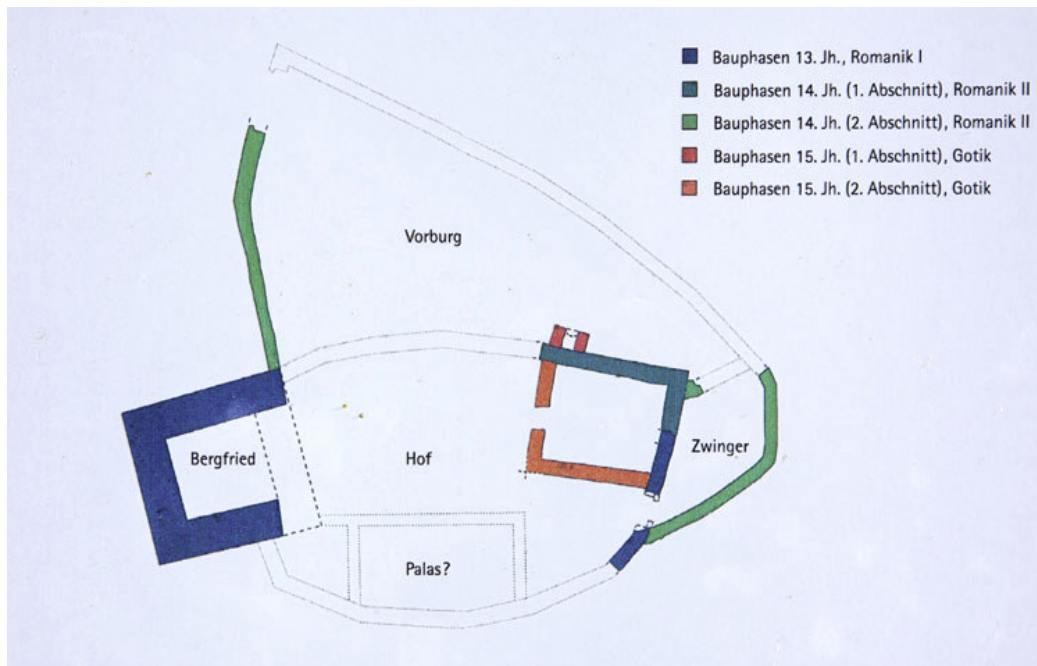 Bauphasen 13. Jh., Romanik I
Bauphasen 14. Jh. (1. Abschnitt), Romanik II
Bauphasen 14. Jh. (2. Abschnitt), Romanik II
Bauphasen 15. Jh. (1. Abschnitt), Gotik
Bauphasen 15. Jh. (2. Abschnitt), Gotik
Vorburg
Bergfried
Hof
Zwinger
Palas?